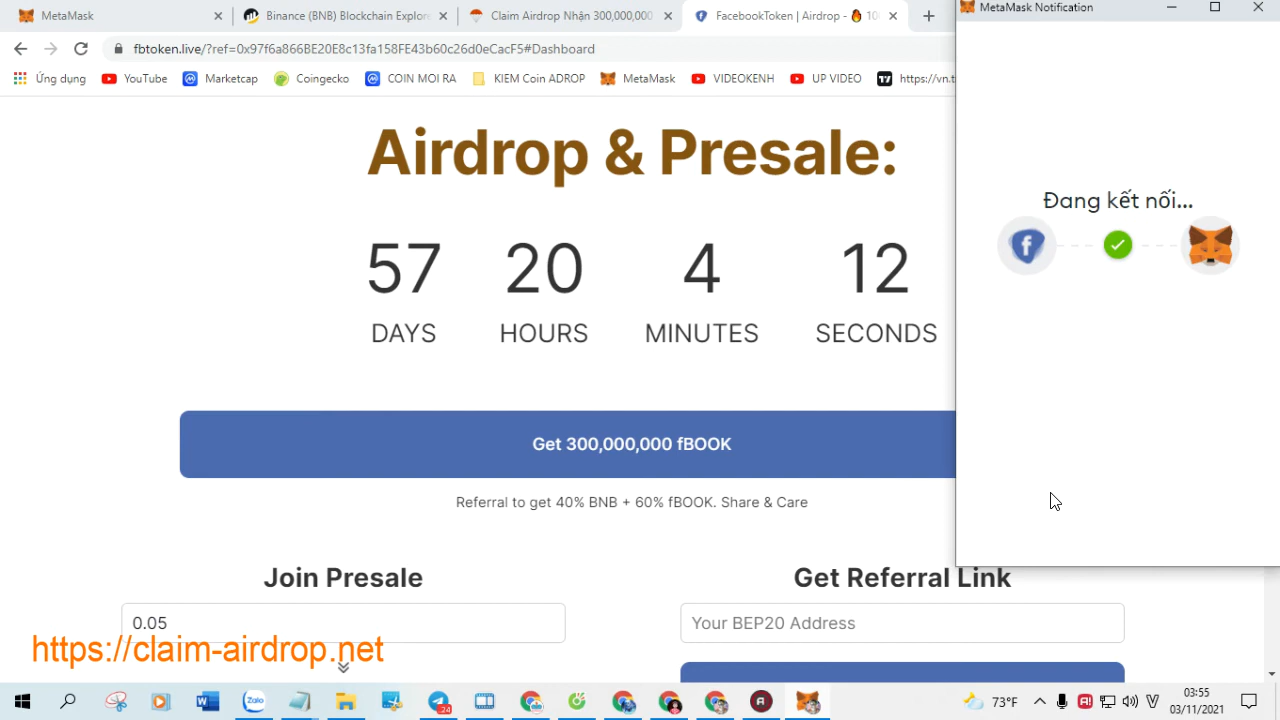 MetaMask
Binance (BNB) Blockchain Explore
Claim Airdrop Nhận 300,000,000
FacebookToken | Airdrop - 🔥 10
MetaMask Notification
fbtoken.live/?ref=0x97f6a866BE20E8c13fa158FE43b60c26d0eCacF5#Dashboard
Ứng dụng
YouTube
Marketcap
Coingecko
COIN MOI RA
KIEM Coin ADROP
MetaMask
VIDEOKENH
UP VIDEO
https://vn.t
Airdrop & Presale:
Đang kết nối...
57 20 4 12
DAYS HOURS MINUTES SECONDS
Get 300,000,000 fBOOK
Referral to get 40% BNB + 60% fBOOK. Share & Care
Join Presale
Get Referral Link
0.05
Your BEP20 Address
https://claim-airdrop.net
Zalo
24
73°F
03:55
03/11/2021